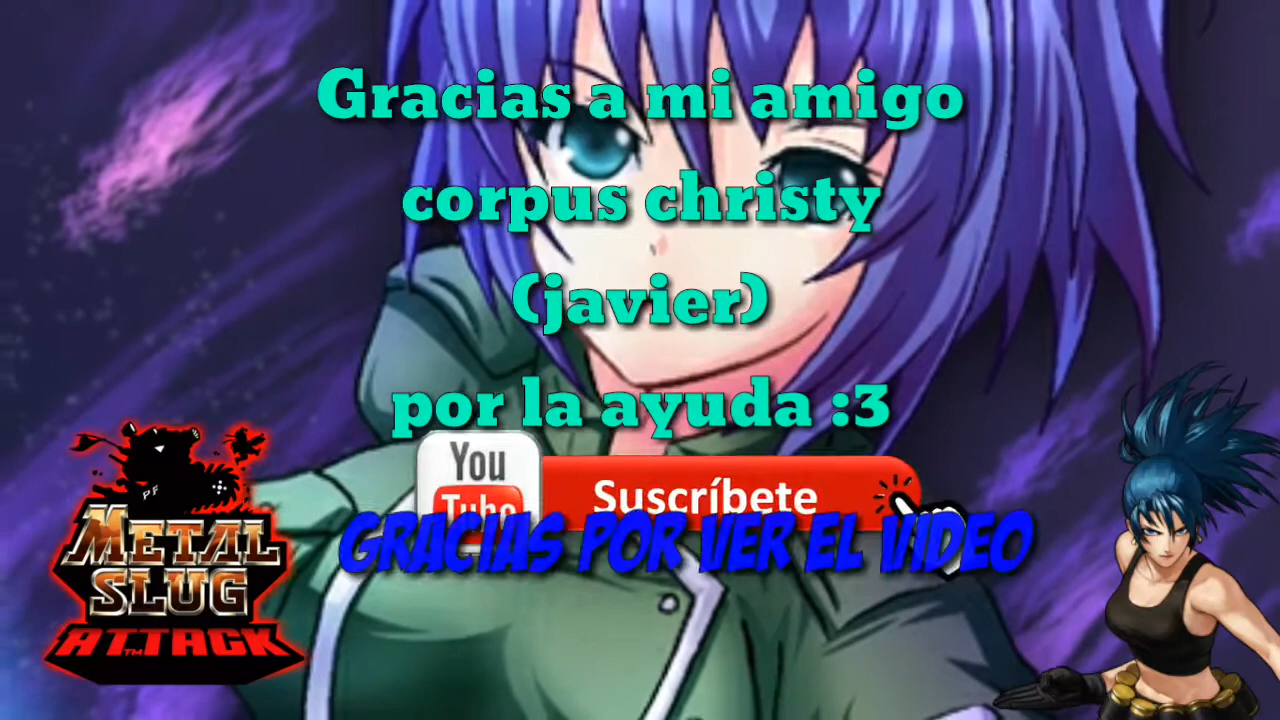 Gracias a mi amigo
corpus christy
(javier)
por la ayuda :3
You
Tube
Suscríbete
GRACIAS POR VER EL VIDEO
PF
METAL
SLUG
ATTACK
TM